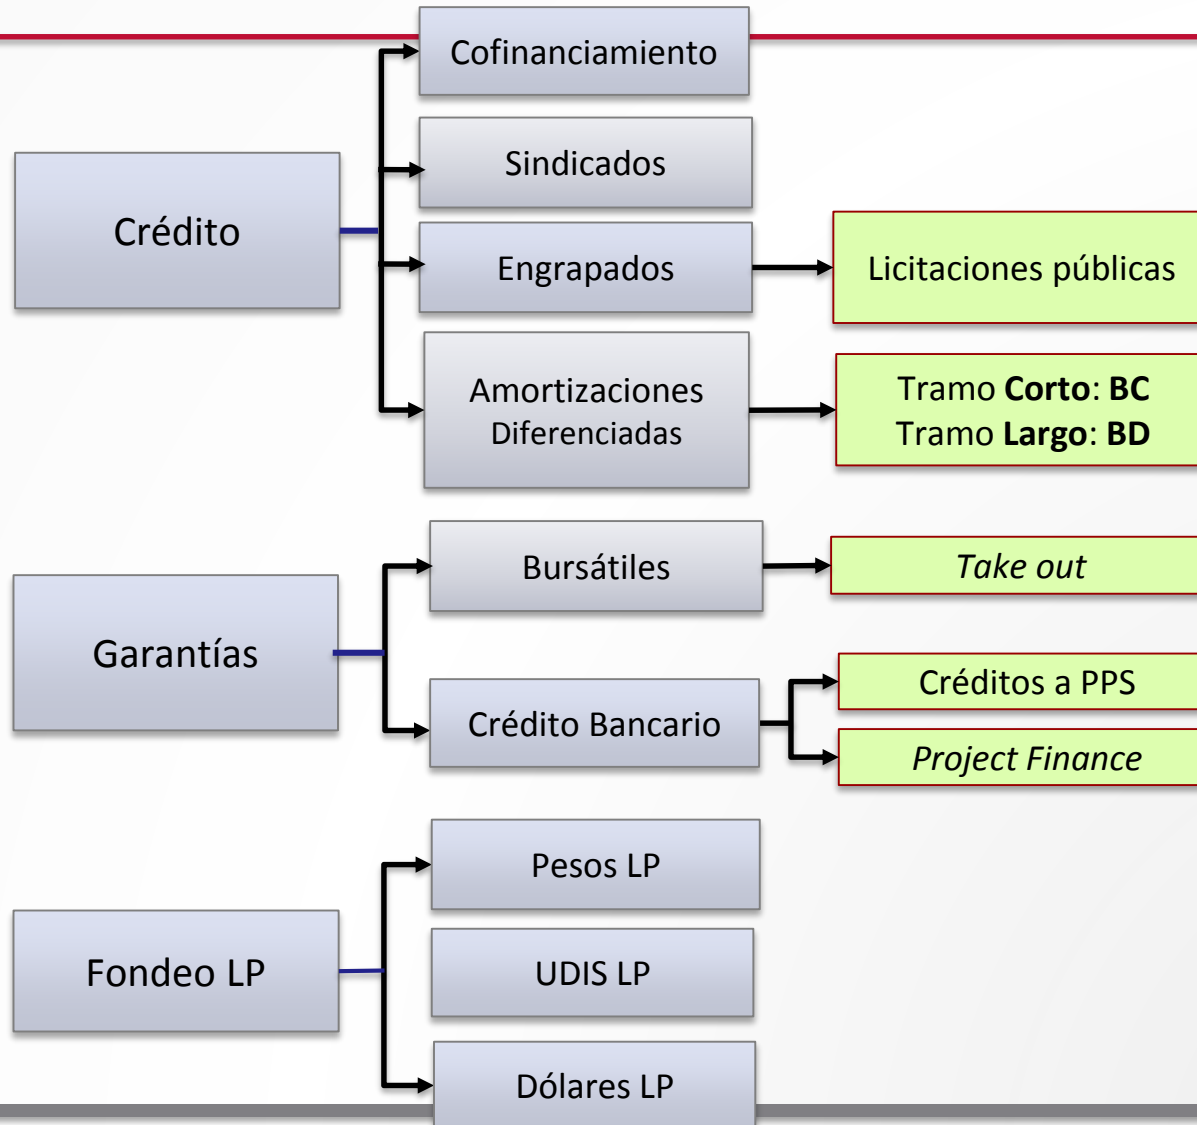 Cofinanciamiento
Sindicados
Crédito
Engrapados
Licitaciones públicas
Amortizaciones
Diferenciadas
Tramo Corto: BC
Tramo Largo: BD
Bursátiles
Take out
Garantías
Crédito Bancario
Créditos a PPS
Project Finance
Pesos LP
Fondeo LP
UDIS LP
Dólares LP